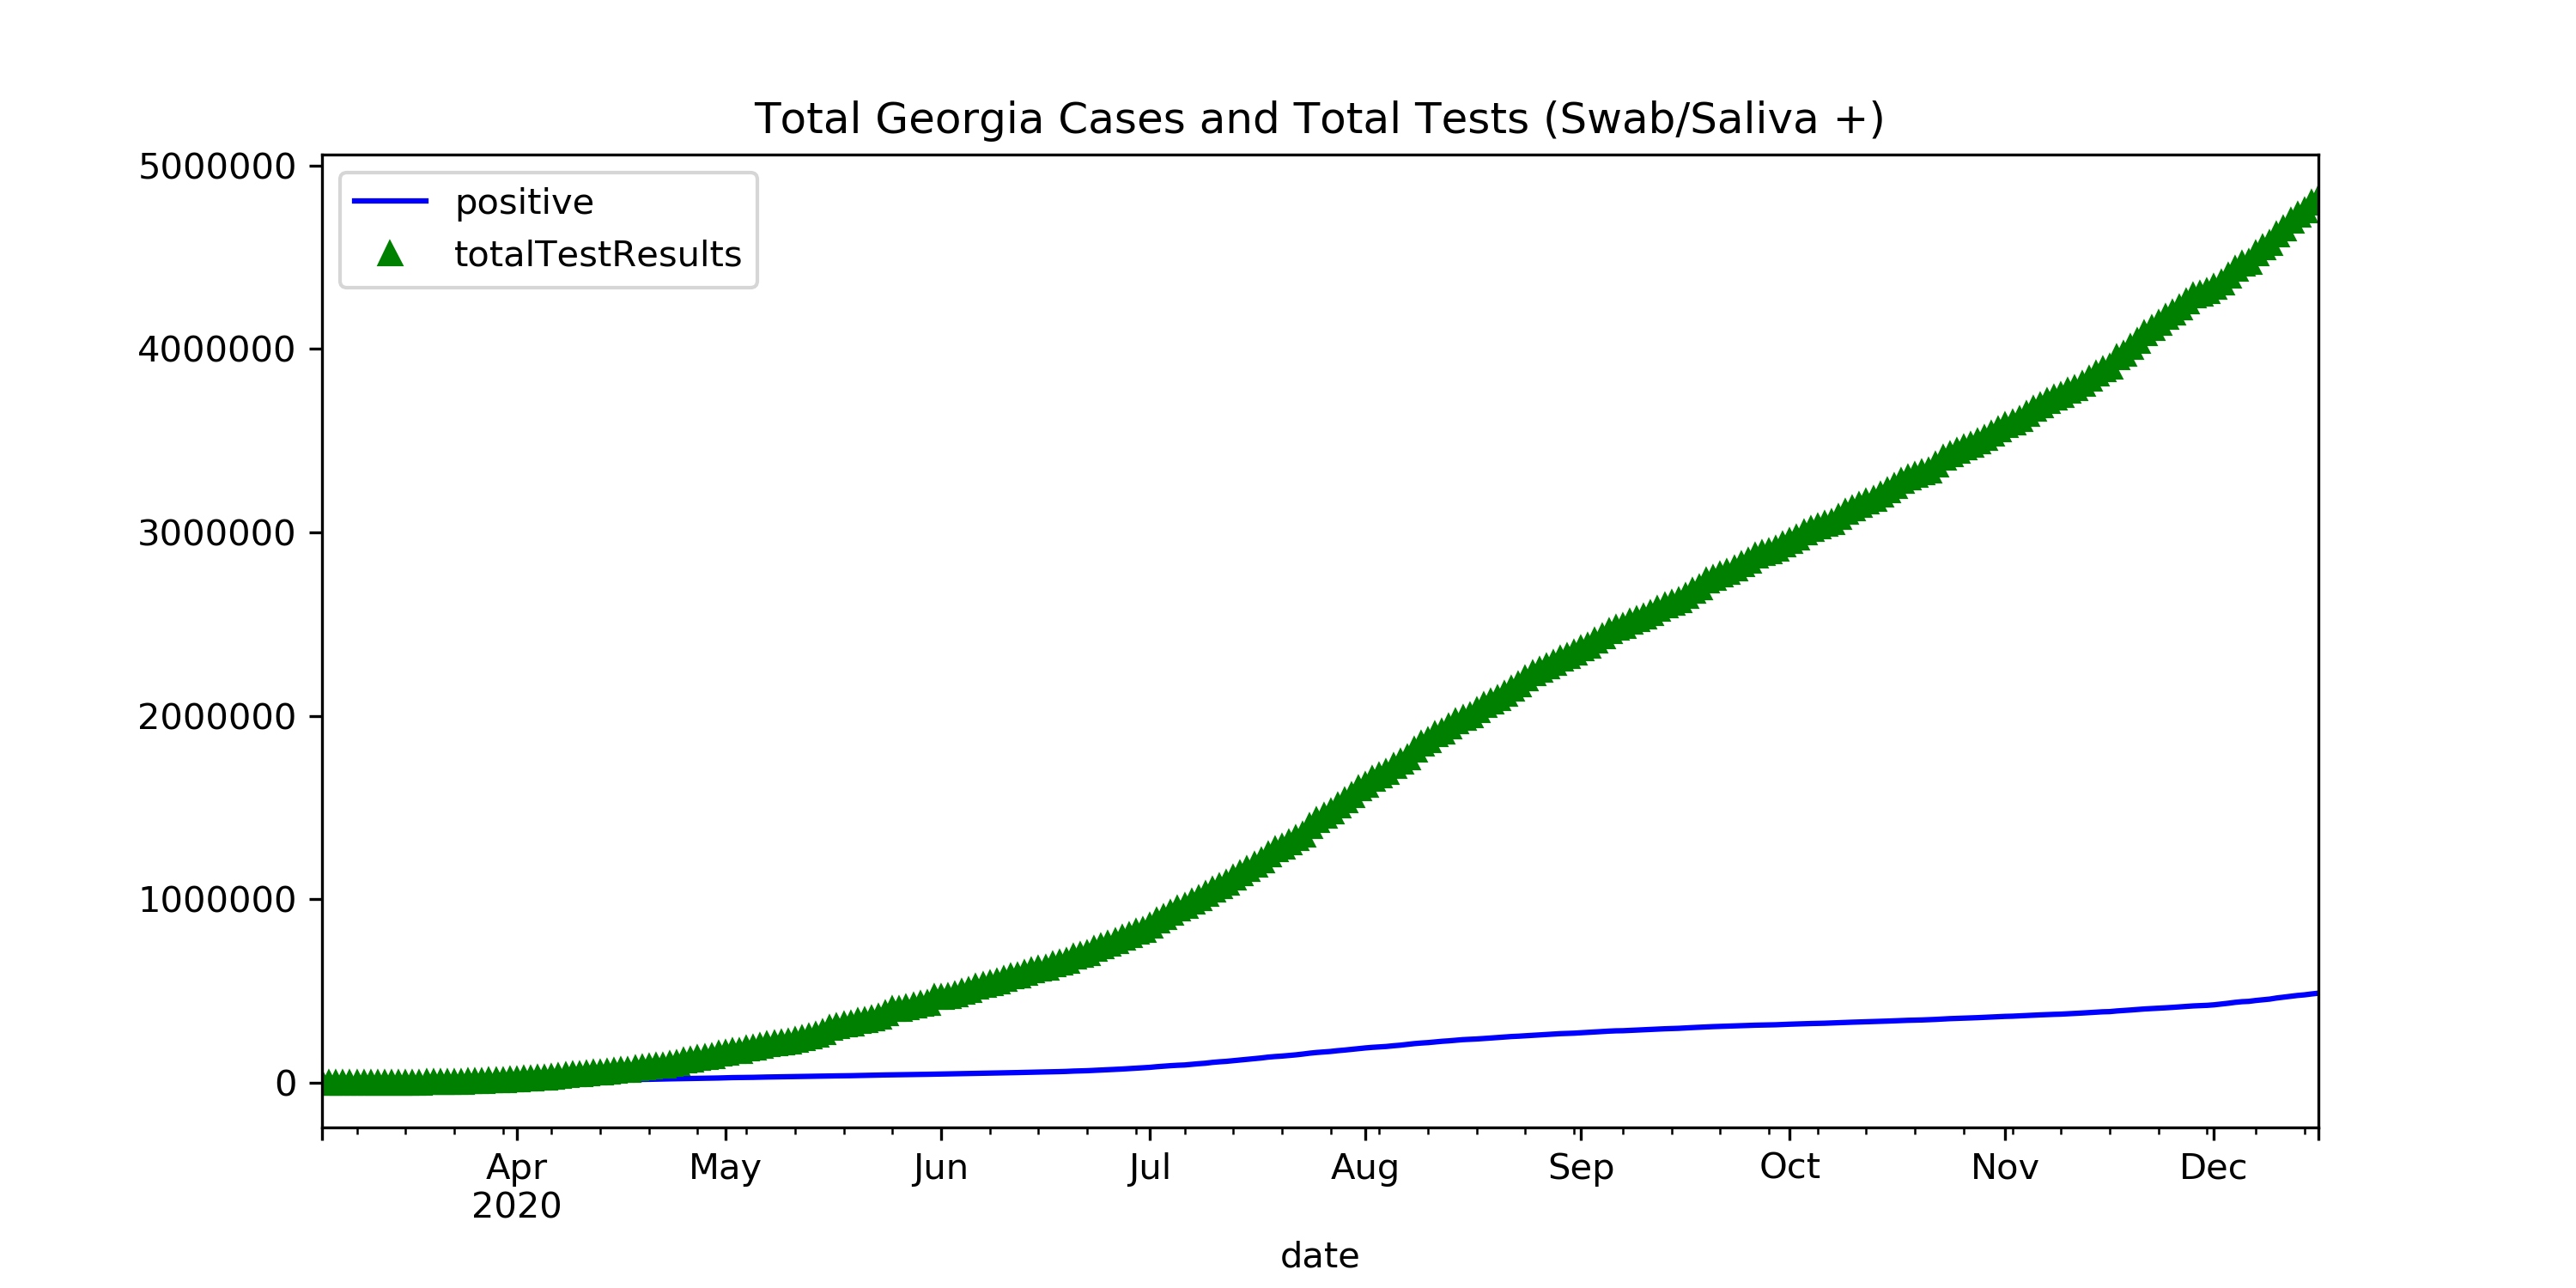 Total Georgia Cases and Total Tests (Swab/Saliva +)
positive
totalTestResults
5000000
4000000
3000000
2000000
1000000
0
Apr May Jun Jul Aug Sep Oct Nov Dec
2020
date